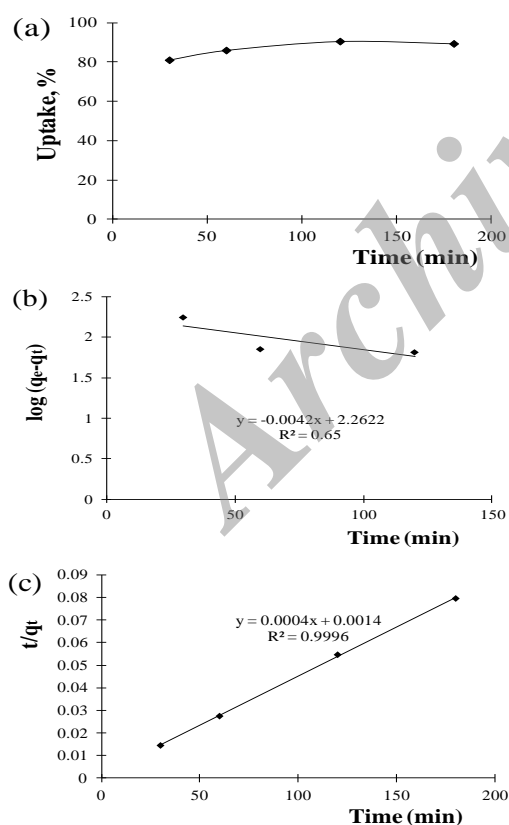 (a)
100
80
60
40
20
0
Uptake, %
0 50 100 150 200
Time (min)
(b)
2.5
2
1.5
1
0.5
0
log (qe-qt)
y = -0.0042x + 2.2622
R² = 0.65
0 50 100 150
Time (min)
(c)
0.09
0.08
0.07
0.06
0.05
0.04
0.03
0.02
0.01
0
t/qt
y = 0.0004x + 0.0014
R² = 0.9996
0 50 100 150 200
Time (min)